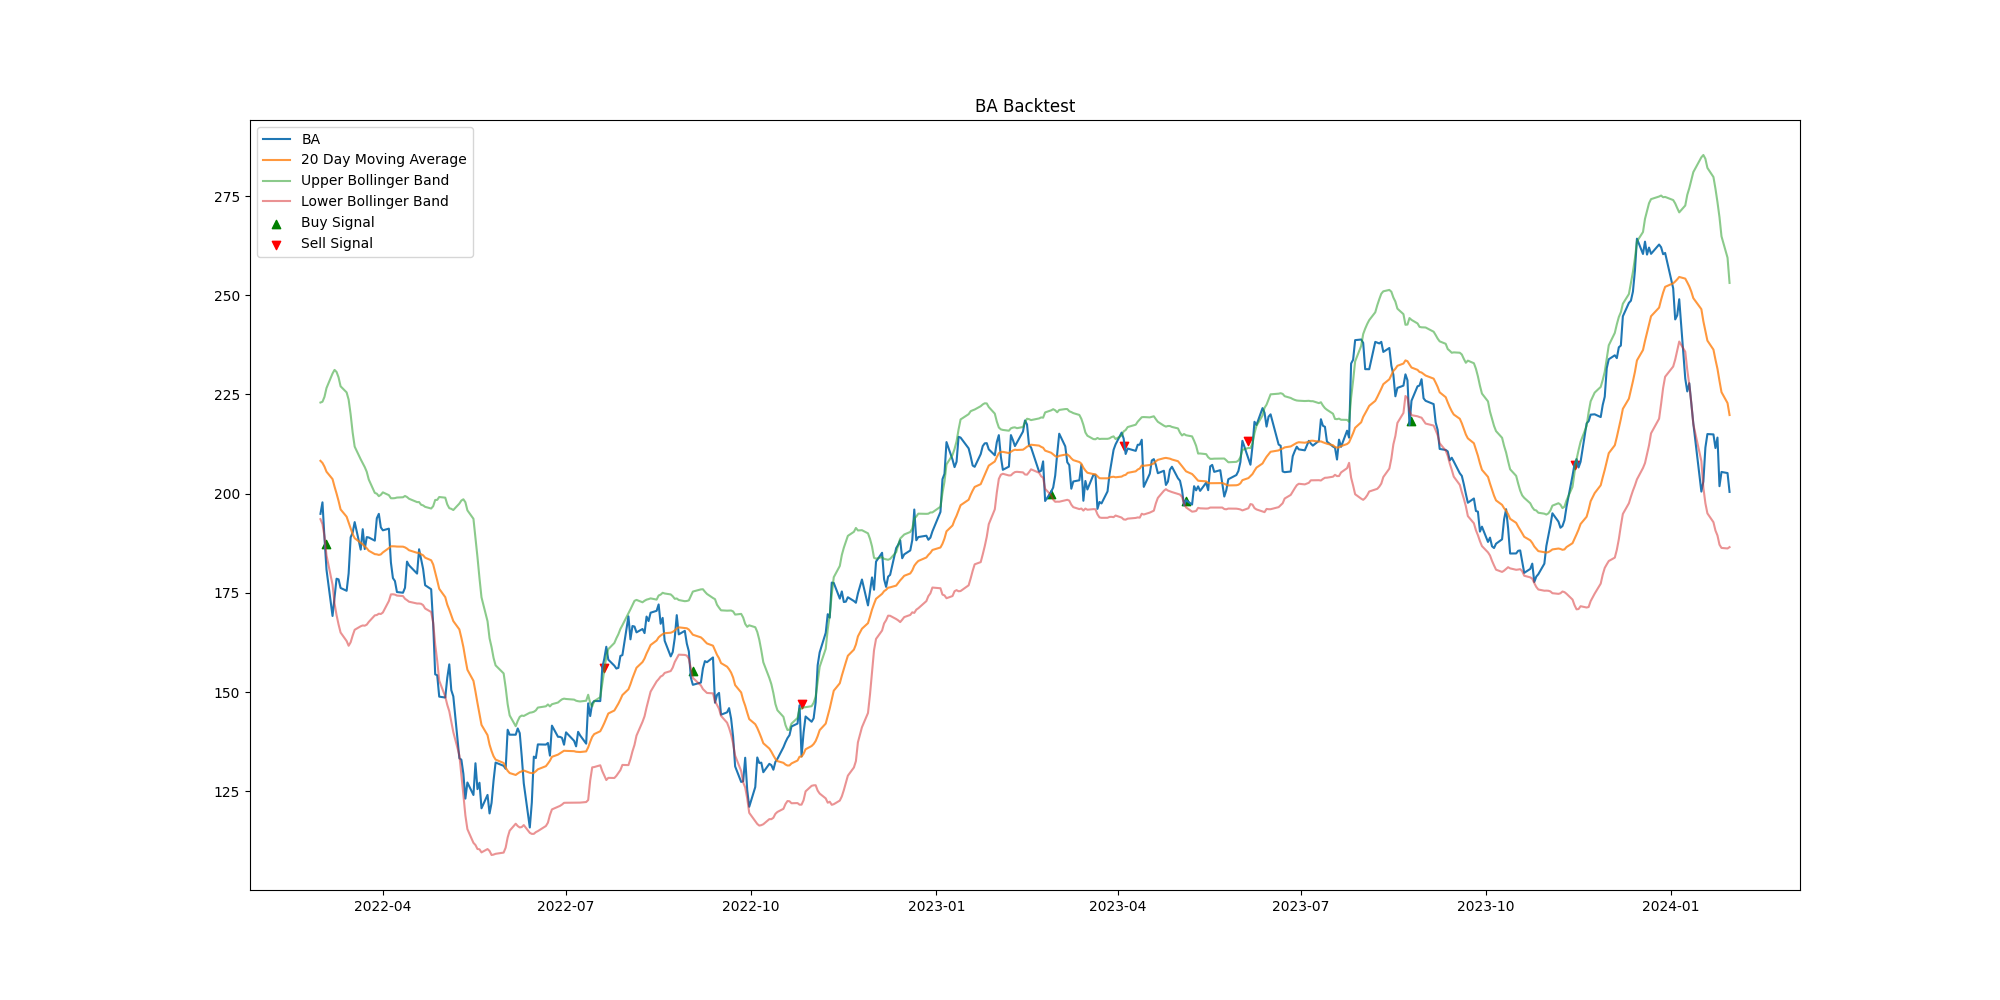 BA Backtest
BA
20 Day Moving Average
Upper Bollinger Band
Lower Bollinger Band
Buy Signal
Sell Signal
275
250
225
200
175
150
125
2022-04
2022-07
2022-10
2023-01
2023-04
2023-07
2023-10
2024-01